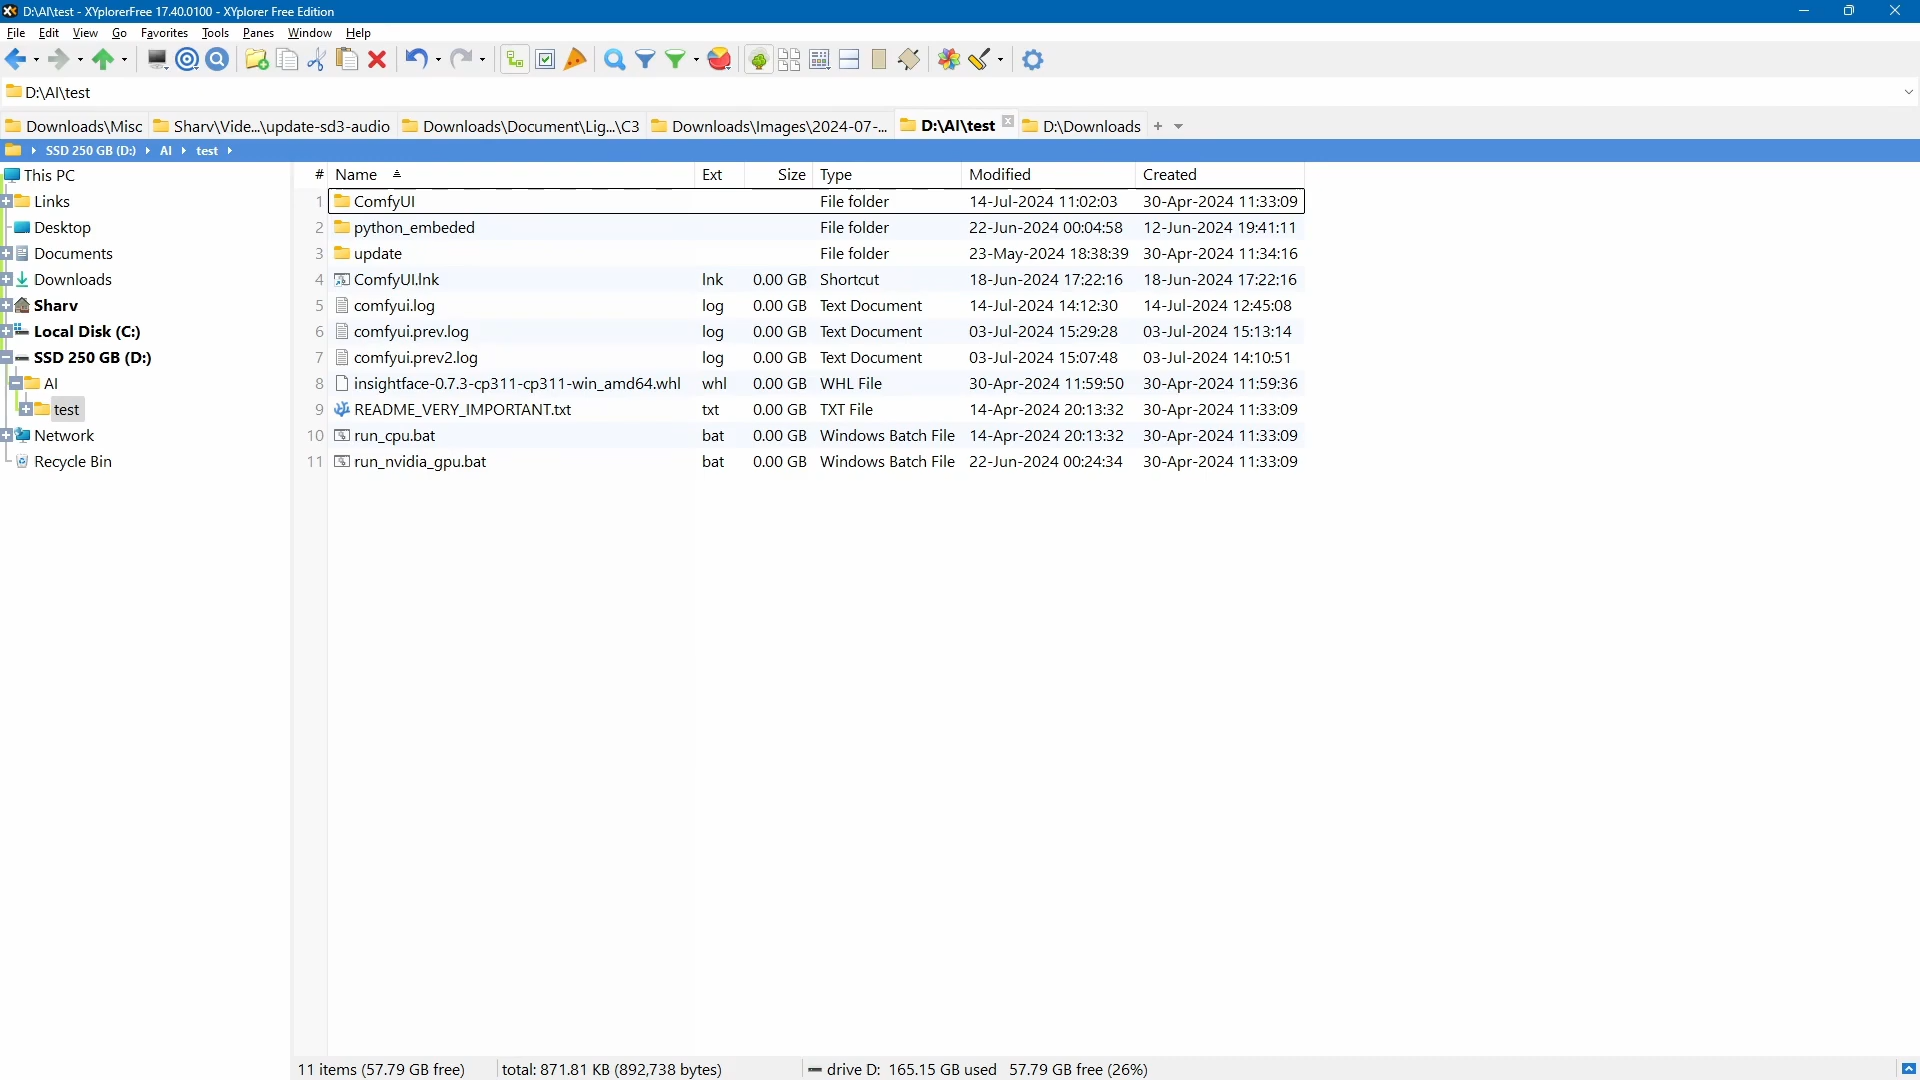 D:\AI\test - XYplorerFree 17.40.0100 - XYplorer Free Edition
File Edit View Go Favorites Tools Panes Window Help
D:\AI\test
Downloads\Misc Sharv\Vide...\update-sd3-audio Downloads\Document\Lig...\C3 Downloads\Images\2024-07-... D:\AI\test D:\Downloads
SSD 250 GB (D:) AI test
This PC
Links
Desktop
Documents
Downloads
Sharv
Local Disk (C:)
SSD 250 GB (D:)
AI
test
Network
Recycle Bin
# Name Ext Size Type Modified Created
1 ComfyUI File folder 14-Jul-2024 11:02:03 30-Apr-2024 11:33:09
2 python_embeded File folder 22-Jun-2024 00:04:58 12-Jun-2024 19:41:11
3 update File folder 23-May-2024 18:38:39 30-Apr-2024 11:34:16
4 ComfyUI.lnk lnk 0.00 GB Shortcut 18-Jun-2024 17:22:16 18-Jun-2024 17:22:16
5 comfyui.log log 0.00 GB Text Document 14-Jul-2024 14:12:30 14-Jul-2024 12:45:08
6 comfyui.prev.log log 0.00 GB Text Document 03-Jul-2024 15:29:28 03-Jul-2024 15:13:14
7 comfyui.prev2.log log 0.00 GB Text Document 03-Jul-2024 15:07:48 03-Jul-2024 14:10:51
8 insightface-0.7.3-cp311-cp311-win_amd64.whl whl 0.00 GB WHL File 30-Apr-2024 11:59:50 30-Apr-2024 11:59:36
9 README_VERY_IMPORTANT.txt txt 0.00 GB TXT File 14-Apr-2024 20:13:32 30-Apr-2024 11:33:09
10 run_cpu.bat bat 0.00 GB Windows Batch File 14-Apr-2024 20:13:32 30-Apr-2024 11:33:09
11 run_nvidia_gpu.bat bat 0.00 GB Windows Batch File 22-Jun-2024 00:24:34 30-Apr-2024 11:33:09
11 items (57.79 GB free) total: 871.81 KB (892,738 bytes) drive D: 165.15 GB used 57.79 GB free (26%)